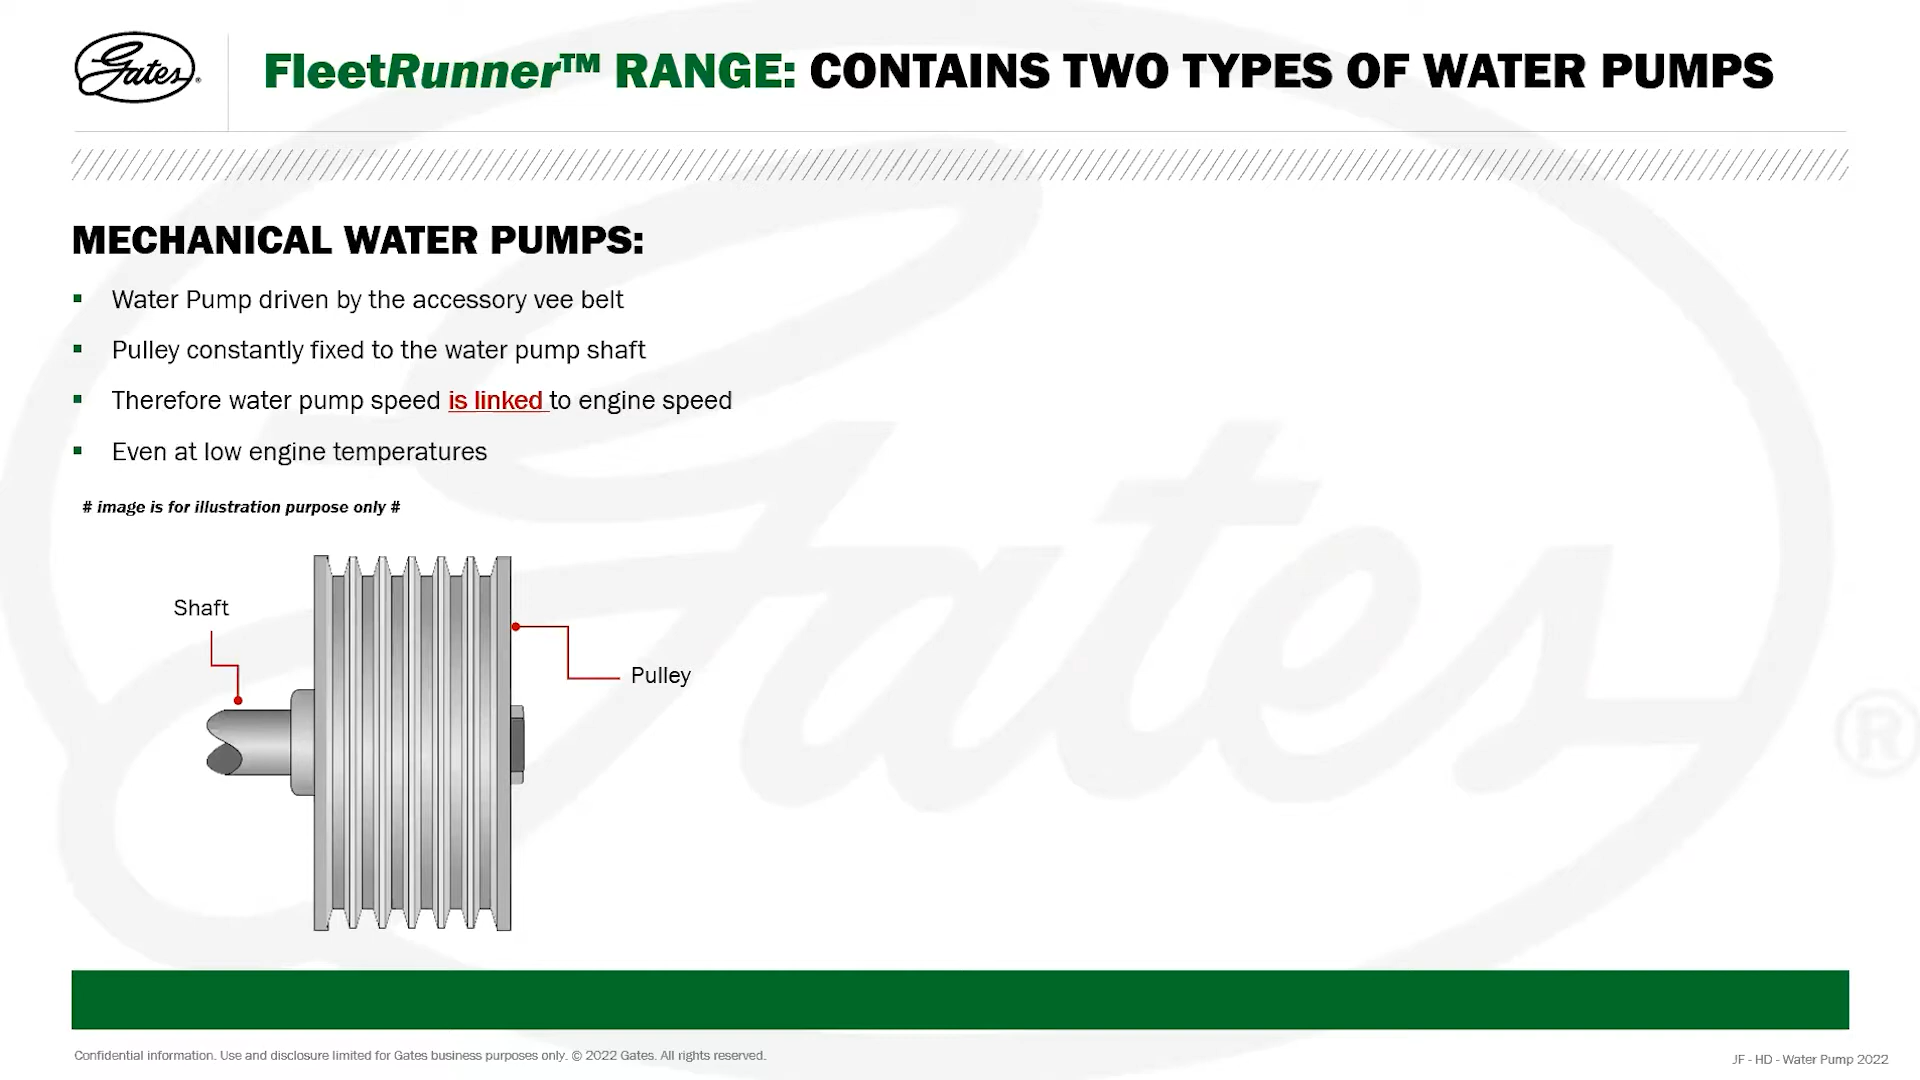 Gates®
FleetRunner™ RANGE: CONTAINS TWO TYPES OF WATER PUMPS
MECHANICAL WATER PUMPS:
▪ Water Pump driven by the accessory vee belt
▪ Pulley constantly fixed to the water pump shaft
▪ Therefore water pump speed is linked to engine speed
▪ Even at low engine temperatures
# image is for illustration purpose only #
Shaft
Pulley
Gates®
Confidential information. Use and disclosure limited for Gates business purposes only. © 2022 Gates. All rights reserved.
JF - HD - Water Pump 2022